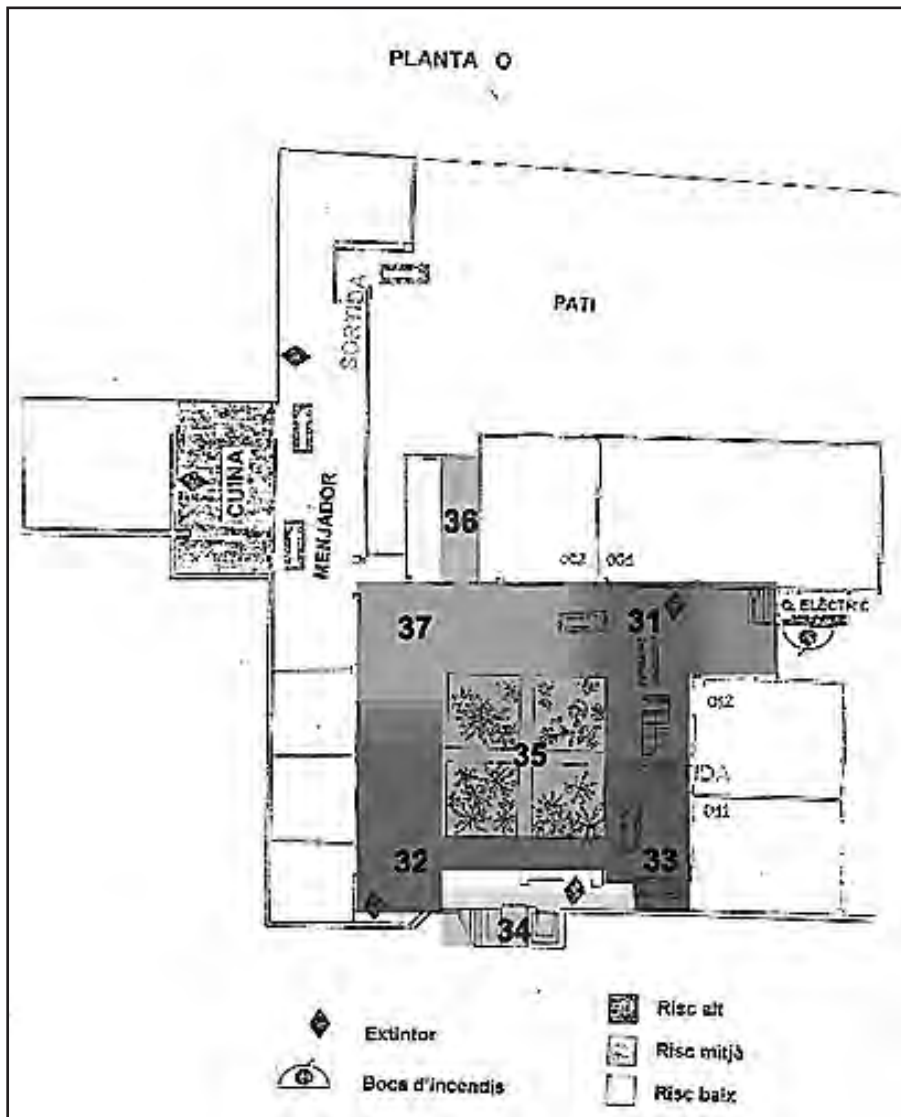 PLANTA O
PATI
SORTIDA
CUINA
MENJADOR
36
002
001
37
31
Q. ELÈCTRIC
012
35
IDA
011
32
33
34
Extintor
Boca d'incendis
Risc alt
Risc mitjà
Risc baix